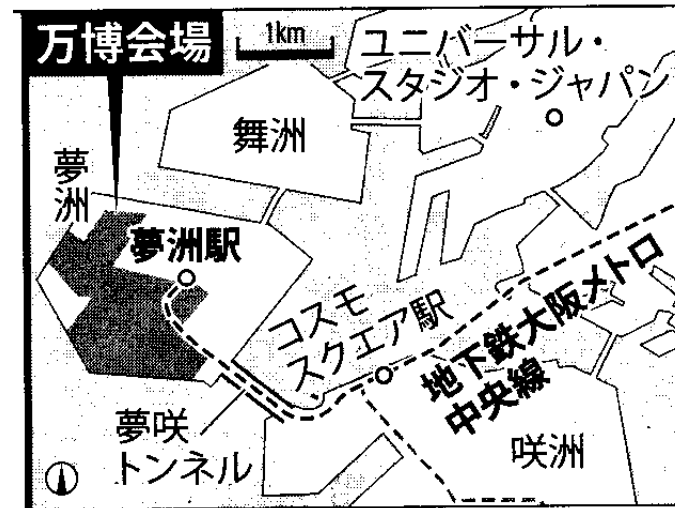 万博会場
1km
ユニバーサル・
スタジオ・ジャパン
舞洲
夢
洲
夢洲駅
コスモ
スクエア駅
地下鉄大阪メトロ
中央線
夢咲
トンネル
咲洲